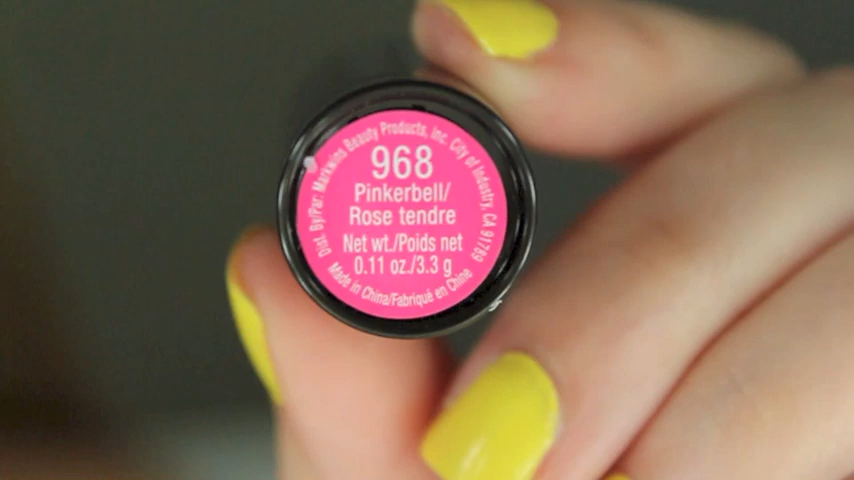 Dist. By/Par: Markwins Beauty Products, Inc. City of Industry, CA 91789
968
Pinkerbell/
Rose tendre
Net wt./Poids net
0.11 oz./3.3 g
Made in China/Fabriqué en Chine